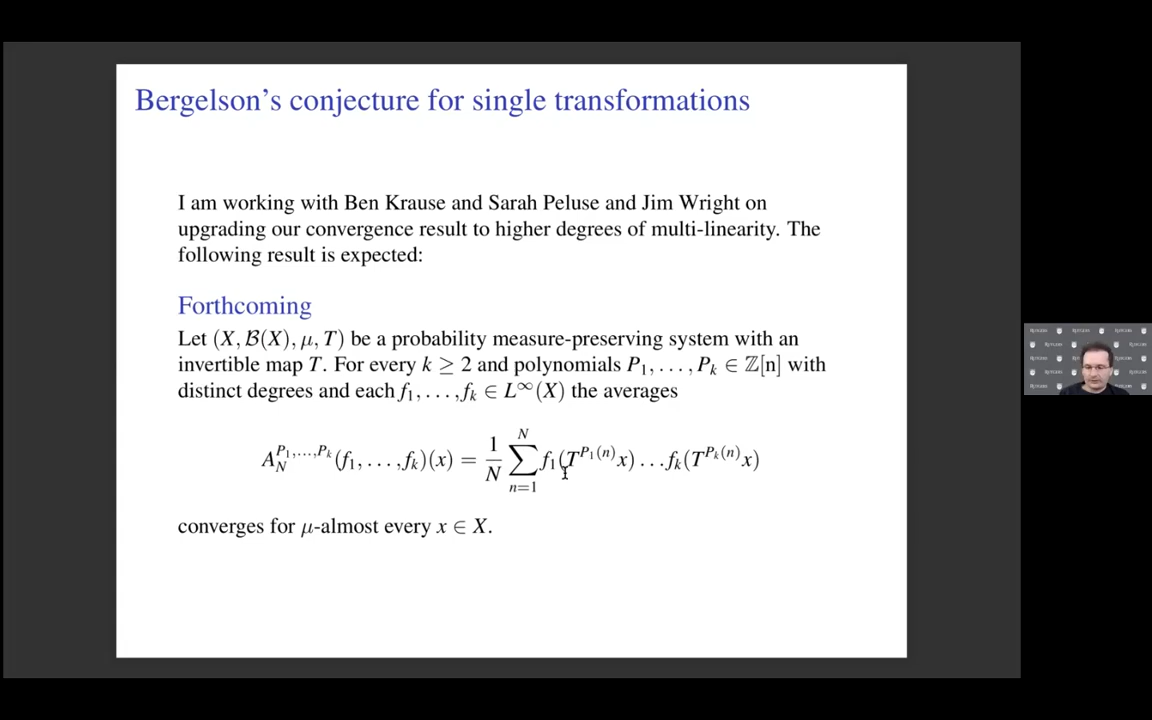 Bergelson's conjecture for single transformations
I am working with Ben Krause and Sarah Peluse and Jim Wright on
upgrading our convergence result to higher degrees of multi-linearity. The
following result is expected:
Forthcoming
Let (X, ℬ(X), μ, T) be a probability measure-preserving system with an
invertible map T. For every k ≥ 2 and polynomials P₁, . . . , Pₖ ∈ ℤ[n] with
distinct degrees and each f₁, . . . , fₖ ∈ L^∞(X) the averages
A_N^{P₁,...,Pₖ}(f₁, . . . , fₖ)(x) = \frac{1}{N} \sum_{n=1}^{N} f₁(T^{P₁(n)}x) . . . fₖ(T^{Pₖ(n)}x)
converges for μ-almost every x ∈ X.